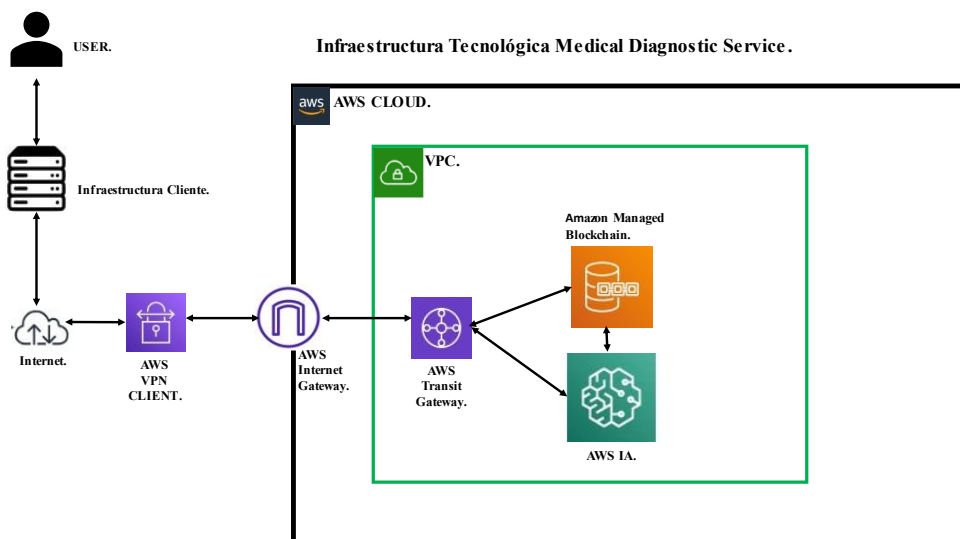 USER.
Infraestructura Tecnológica Medical Diagnostic Service.
aws
AWS CLOUD.
VPC.
Infraestructura Cliente.
Amazon Managed
Blockchain.
Internet.
AWS
VPN
CLIENT.
AWS
Internet
Gateway.
AWS
Transit
Gateway.
AWS IA.